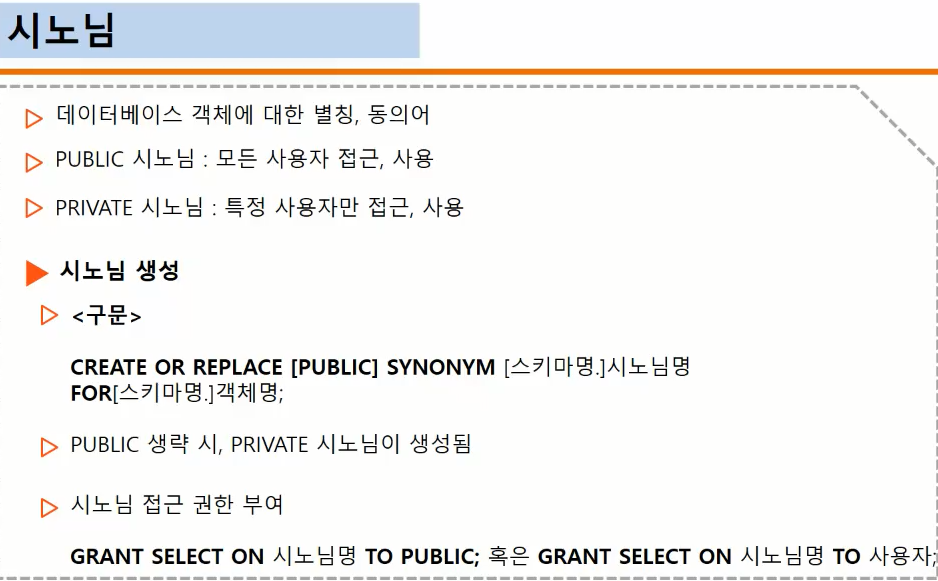 시노님
데이터베이스 객체에 대한 별칭, 동의어
PUBLIC 시노님 : 모든 사용자 접근, 사용
PRIVATE 시노님 : 특정 사용자만 접근, 사용
시노님 생성
<구문>
CREATE OR REPLACE [PUBLIC] SYNONYM [스키마명.]시노님명
FOR[스키마명.]객체명;
PUBLIC 생략 시, PRIVATE 시노님이 생성됨
시노님 접근 권한 부여
GRANT SELECT ON 시노님명 TO PUBLIC; 혹은 GRANT SELECT ON 시노님명 TO 사용자;